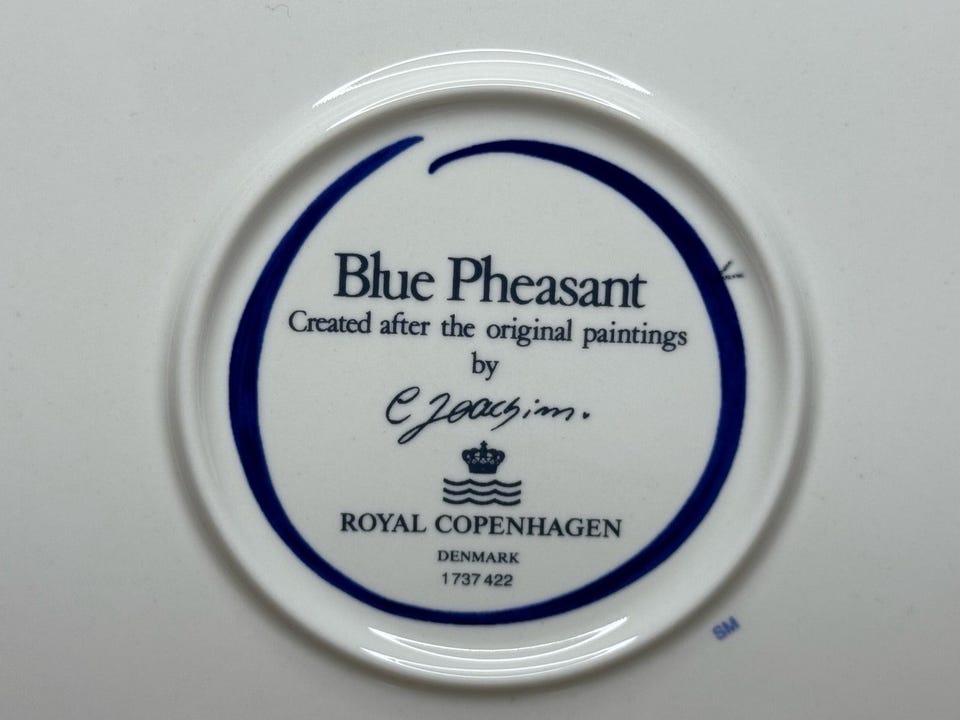 Blue Pheasant
Created after the original paintings
by
C Joachim.
ROYAL COPENHAGEN
DENMARK
1737 422
SM